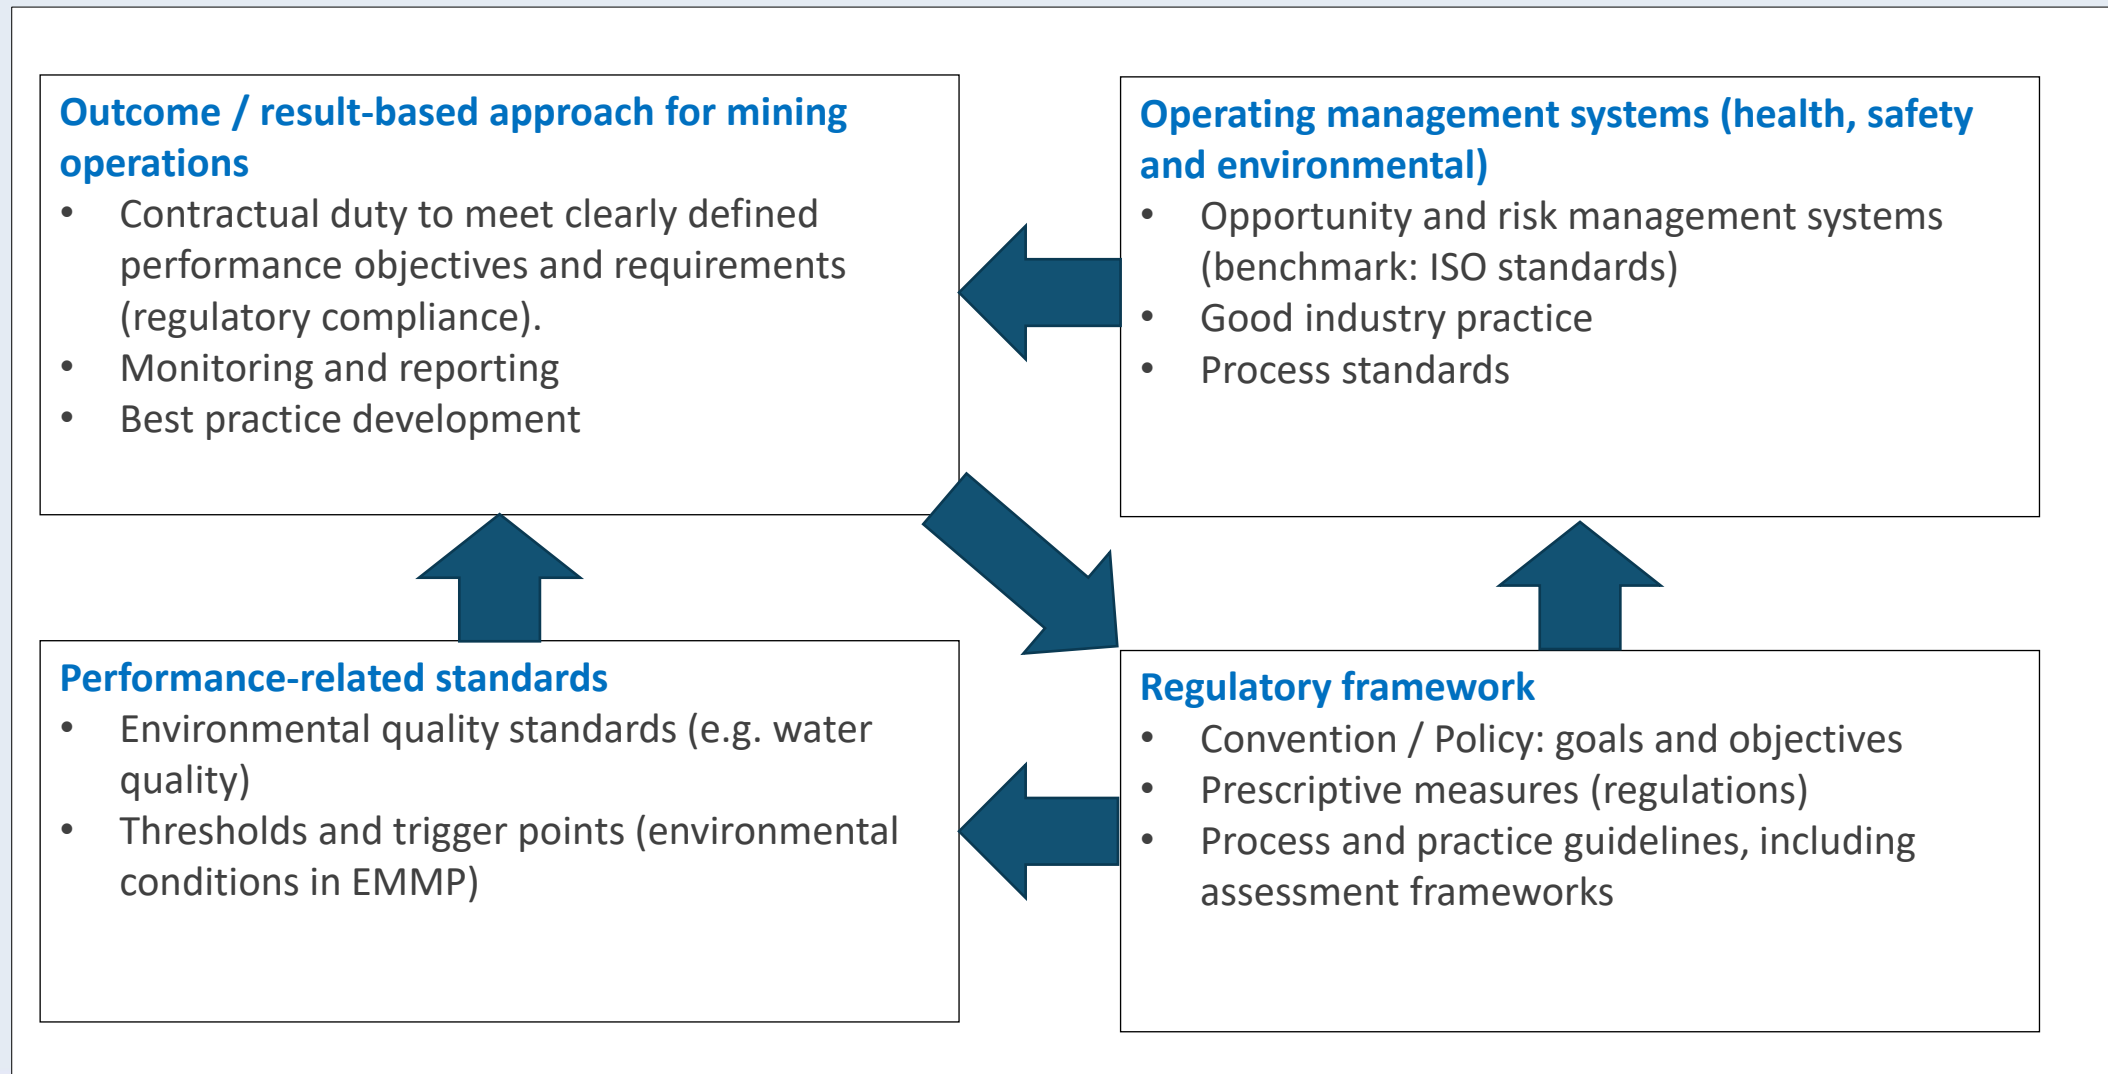 Outcome / result-based approach for mining
operations
• Contractual duty to meet clearly defined
performance objectives and requirements
(regulatory compliance).
• Monitoring and reporting
• Best practice development
Operating management systems (health, safety
and environmental)
• Opportunity and risk management systems
(benchmark: ISO standards)
• Good industry practice
• Process standards
Performance-related standards
• Environmental quality standards (e.g. water
quality)
• Thresholds and trigger points (environmental
conditions in EMMP)
Regulatory framework
• Convention / Policy: goals and objectives
• Prescriptive measures (regulations)
• Process and practice guidelines, including
assessment frameworks